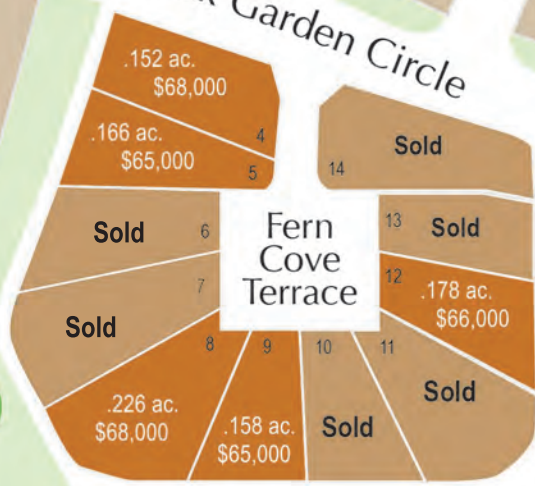 Garden Circle
.152 ac.
$68,000
4
.166 ac.
$65,000
5
Sold
14
Sold
6
Fern
Cove
Terrace
13
Sold
Sold
7
12
.178 ac.
$66,000
8
.226 ac.
$68,000
9
.158 ac.
$65,000
10
Sold
11
Sold